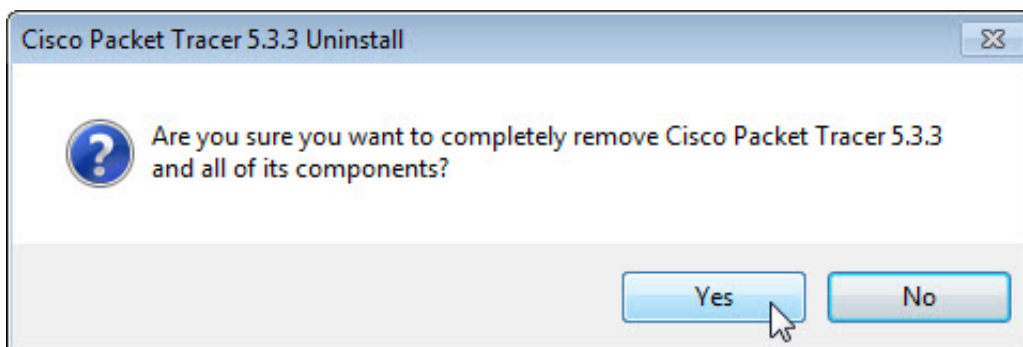 Cisco Packet Tracer 5.3.3 Uninstall
Are you sure you want to completely remove Cisco Packet Tracer 5.3.3
and all of its components?
Yes
No